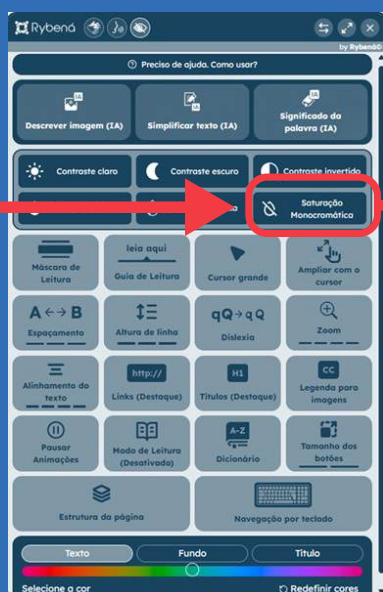 Rybená
by Rybená©
Preciso de ajuda. Como usar?
Descrever imagem (IA)
Simplificar texto (IA)
Significado da
palavra (IA)
Contraste
claro
Contraste escuro
Contraste invertido
Saturação
Monocromática
Máscara de
Leitura
leia aqui
Guia de Leitura
Cursor grande
Ampliar com o
cursor
A ←→ B
Espaçamento
Altura de linha
qQ→qQ
Dislexia
Zoom
Alinhamento do
texto
http://
Links (Destaque)
H1
Títulos (Destaque)
CC
Legenda para
imagens
Pausar
Animações
Modo de Leitura
(Desativado)
A-Z
Dicionário
Tamanho dos
botões
Estrutura da página
Navegação por teclado
Texto
Fundo
Título
Selecione a cor
Redefinir cores